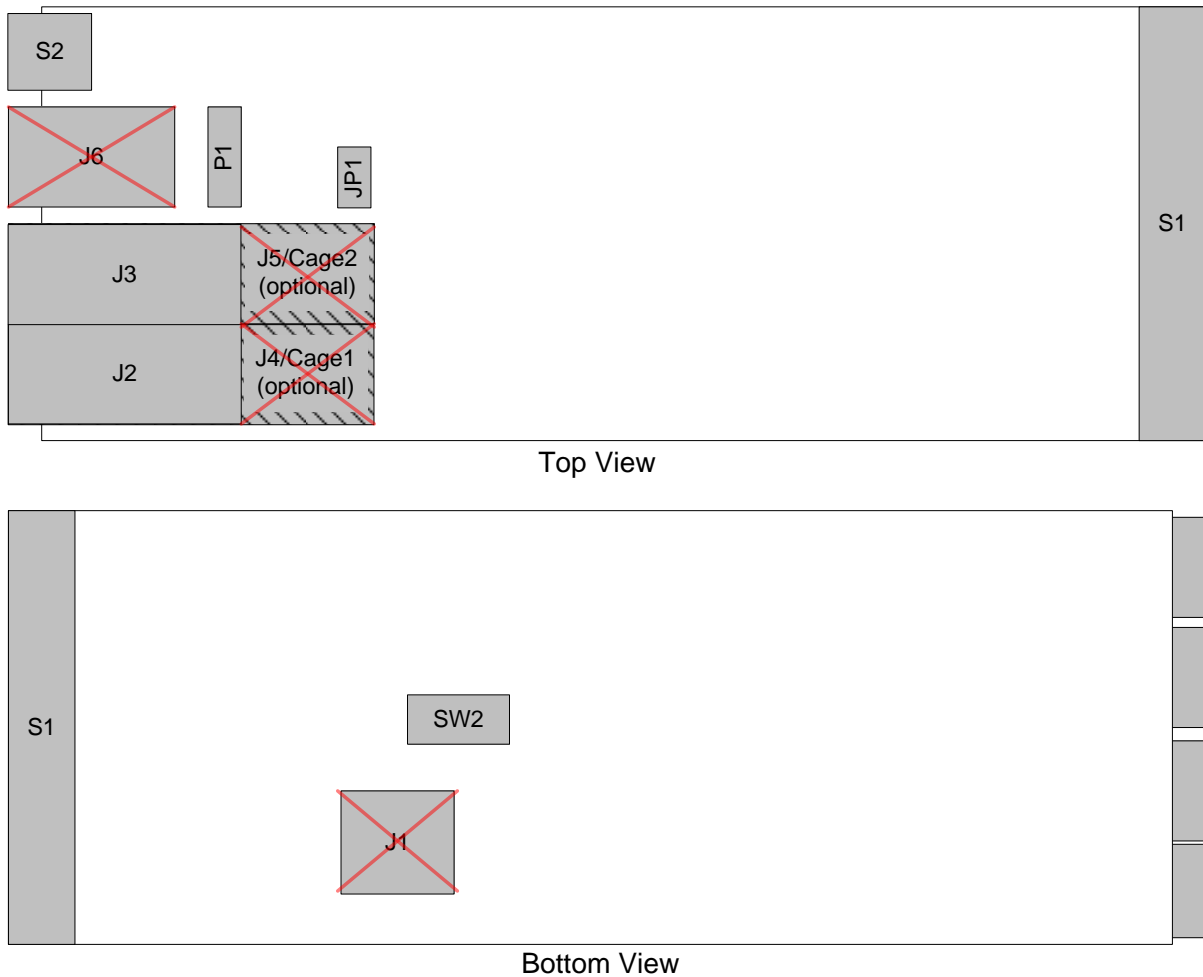 S2
J6
P1
JP1
S1
J3
J5/Cage2
(optional)
J2
J4/Cage1
(optional)
Top View
S1
SW2
J1
Bottom View